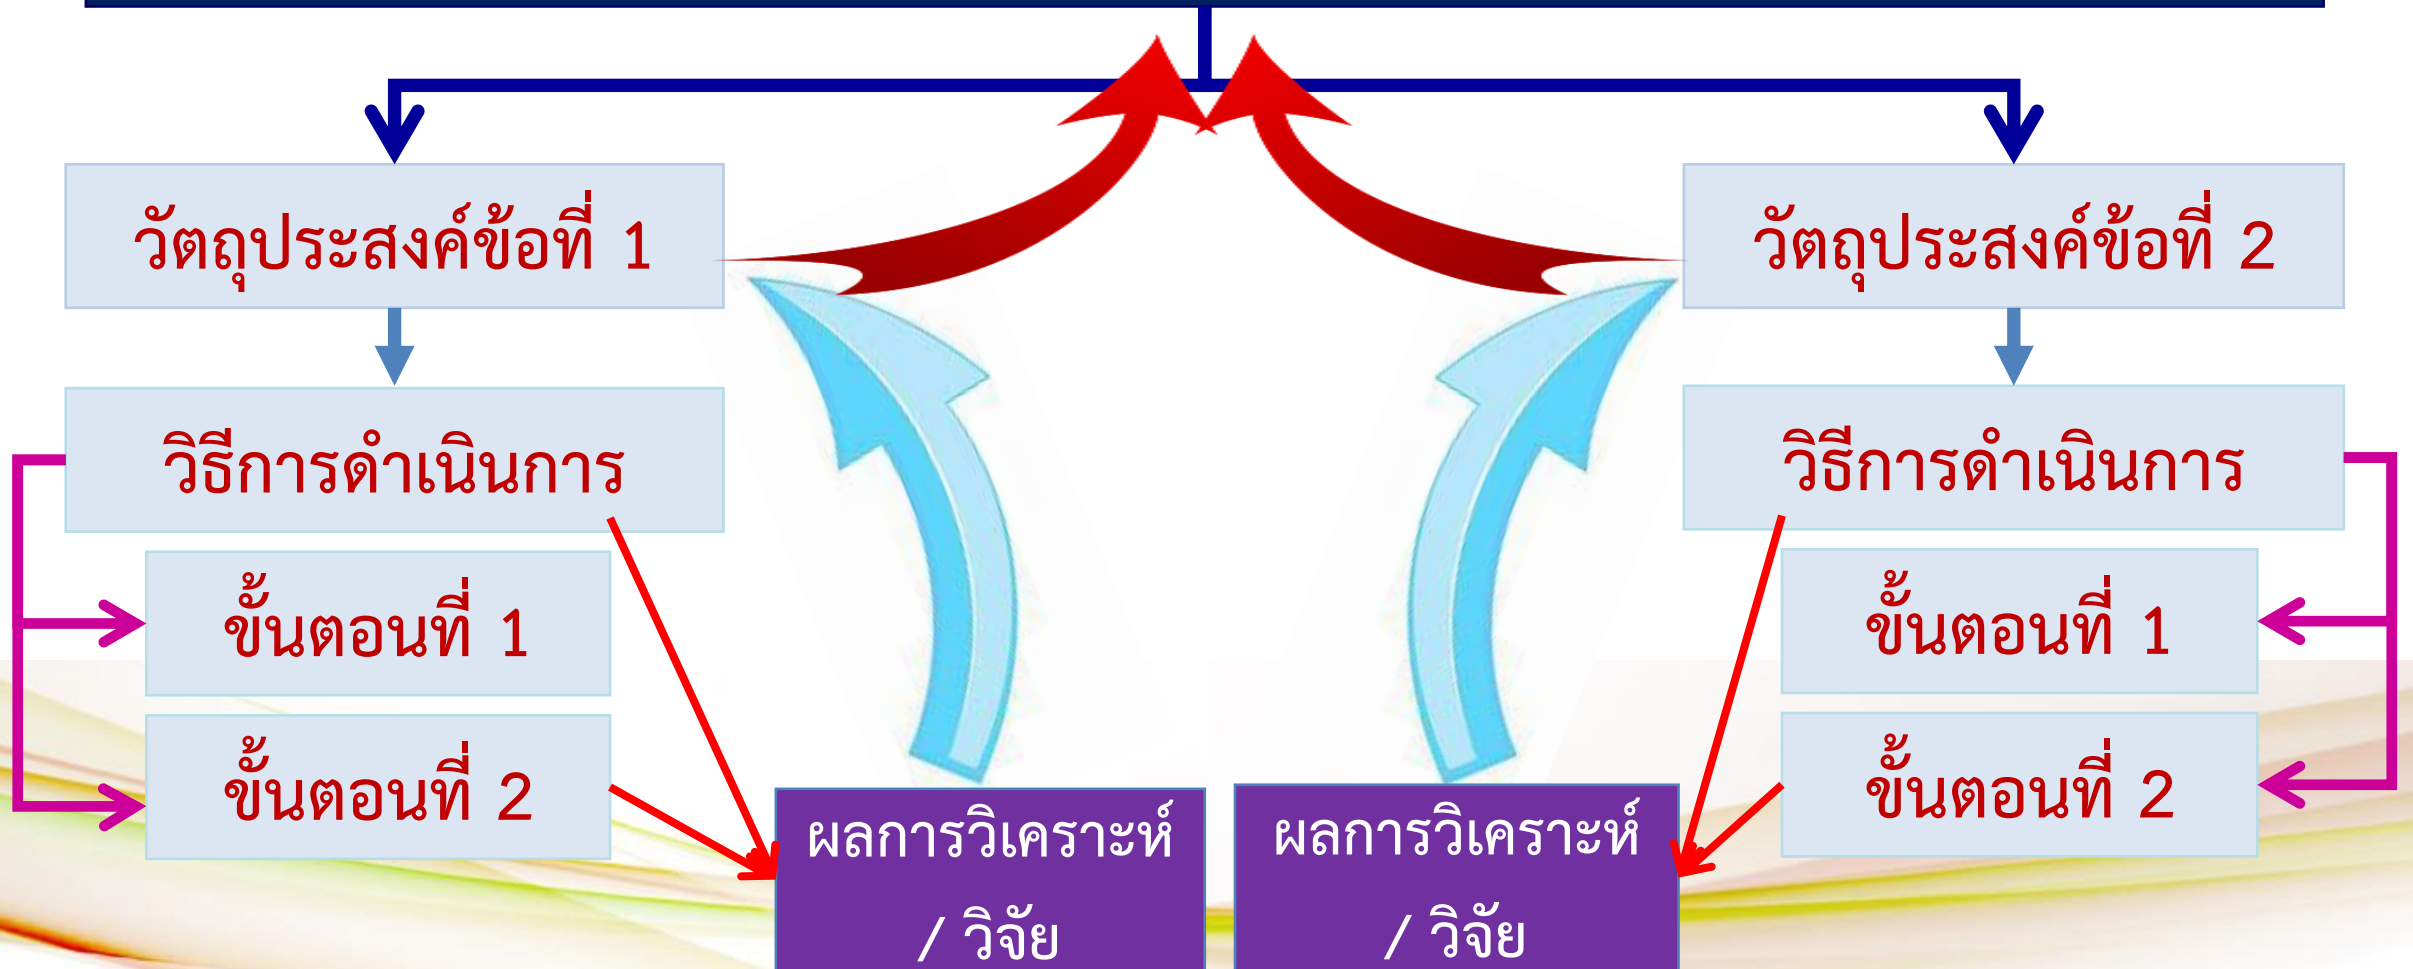 วัตถุประสงค์ข้อที่ 1
วิธีการดำเนินการ
ขั้นตอนที่ 1
ขั้นตอนที่ 2
ผลการวิเคราะห์
/ วิจัย
วัตถุประสงค์ข้อที่ 2
วิธีการดำเนินการ
ขั้นตอนที่ 1
ขั้นตอนที่ 2
ผลการวิเคราะห์
/ วิจัย